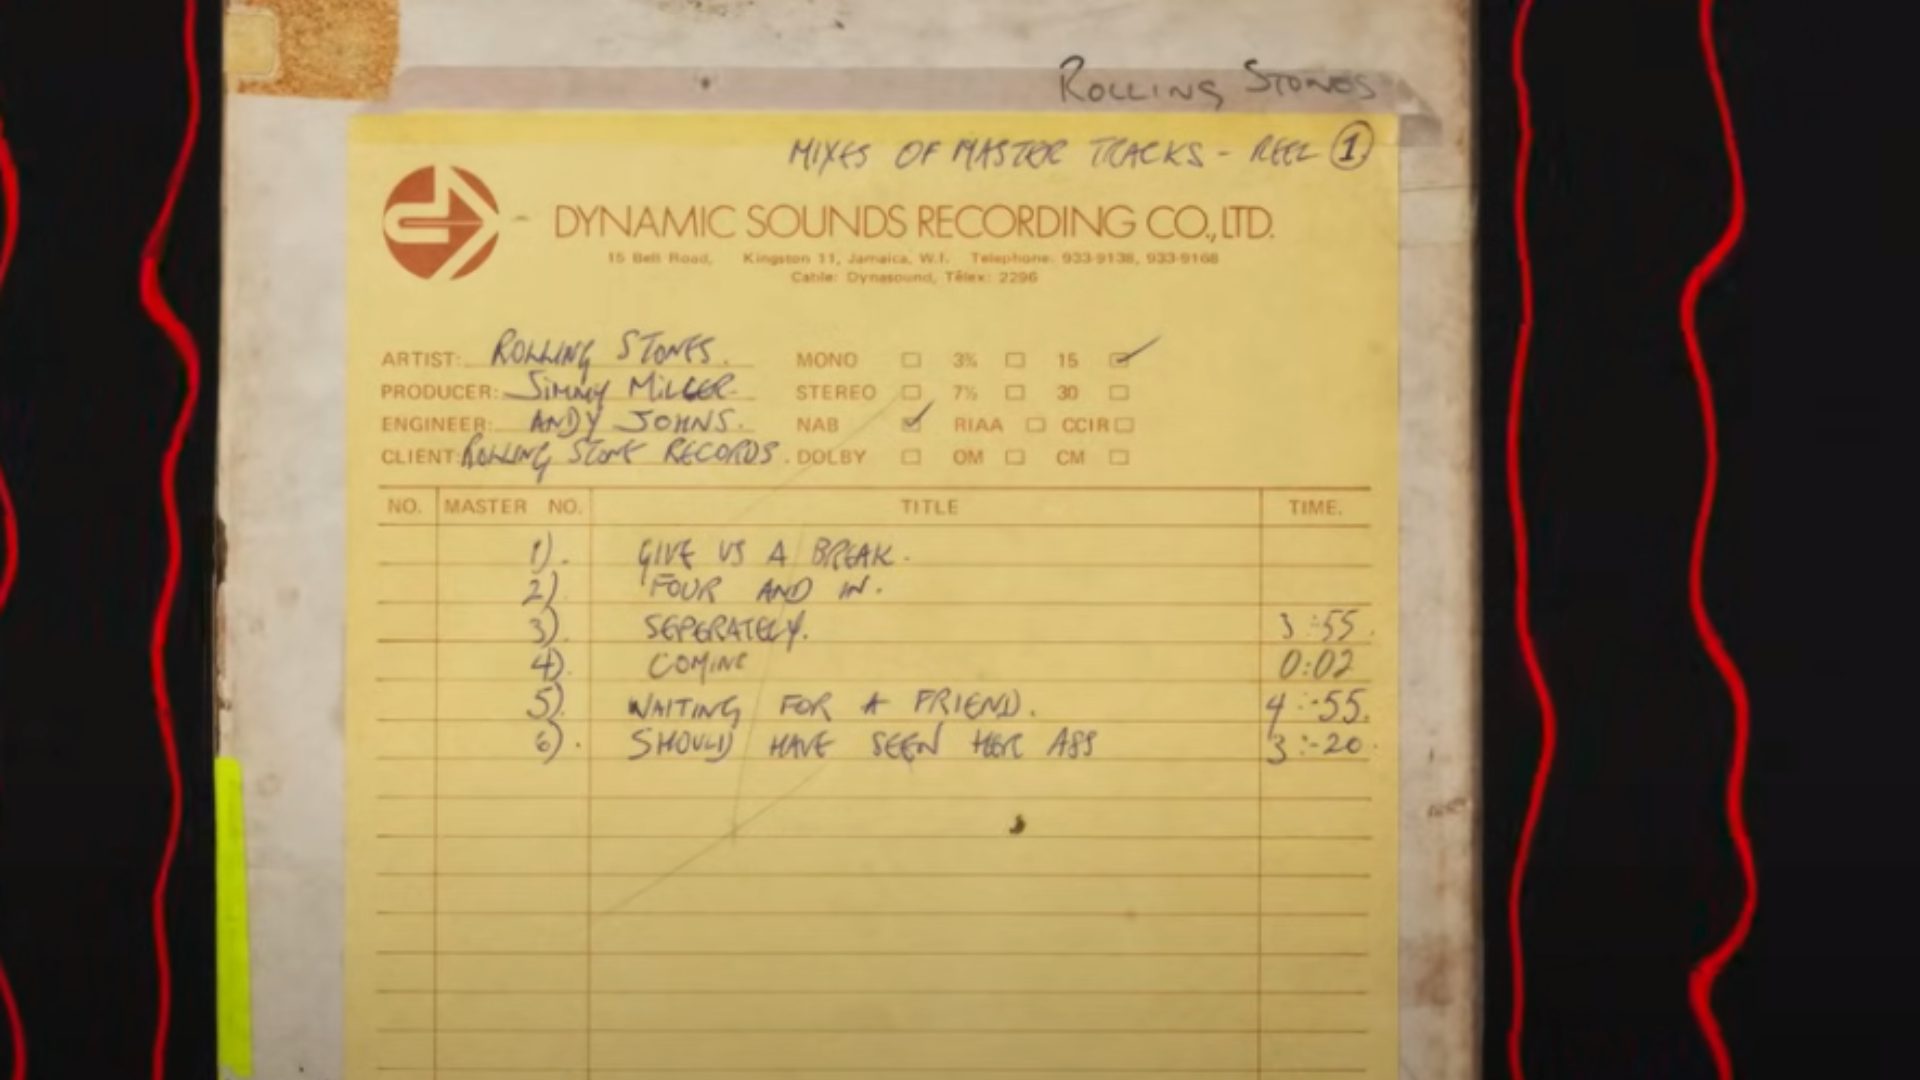 ROLLING STONES
MIXES OF MASTER TRACKS - REEL 1
DYNAMIC SOUNDS RECORDING CO., LTD.
15 Bell Road, Kingston 11, Jamaica, W.I. Telephone: 933-9138, 933-9168
Cable: Dynasound, Télex: 2296
ARTIST: ROLLING STONES. MONO 3¾ 15
PRODUCER: JIMMY MILLER. STEREO 7½ 30
ENGINEER: ANDY JOHNS. NAB RIAA CCIR
CLIENT: ROLLING STONE RECORDS. DOLBY OM CM
NO. MASTER NO. TITLE TIME.
1). GIVE US A BREAK.
2) FOUR AND IN.
3). SEPERATELY. 3:55.
4). COMING 0:02
5) WAITING FOR A FRIEND. 4:-55.
6). SHOULD HAVE SEEN HER ASS 3:-20.